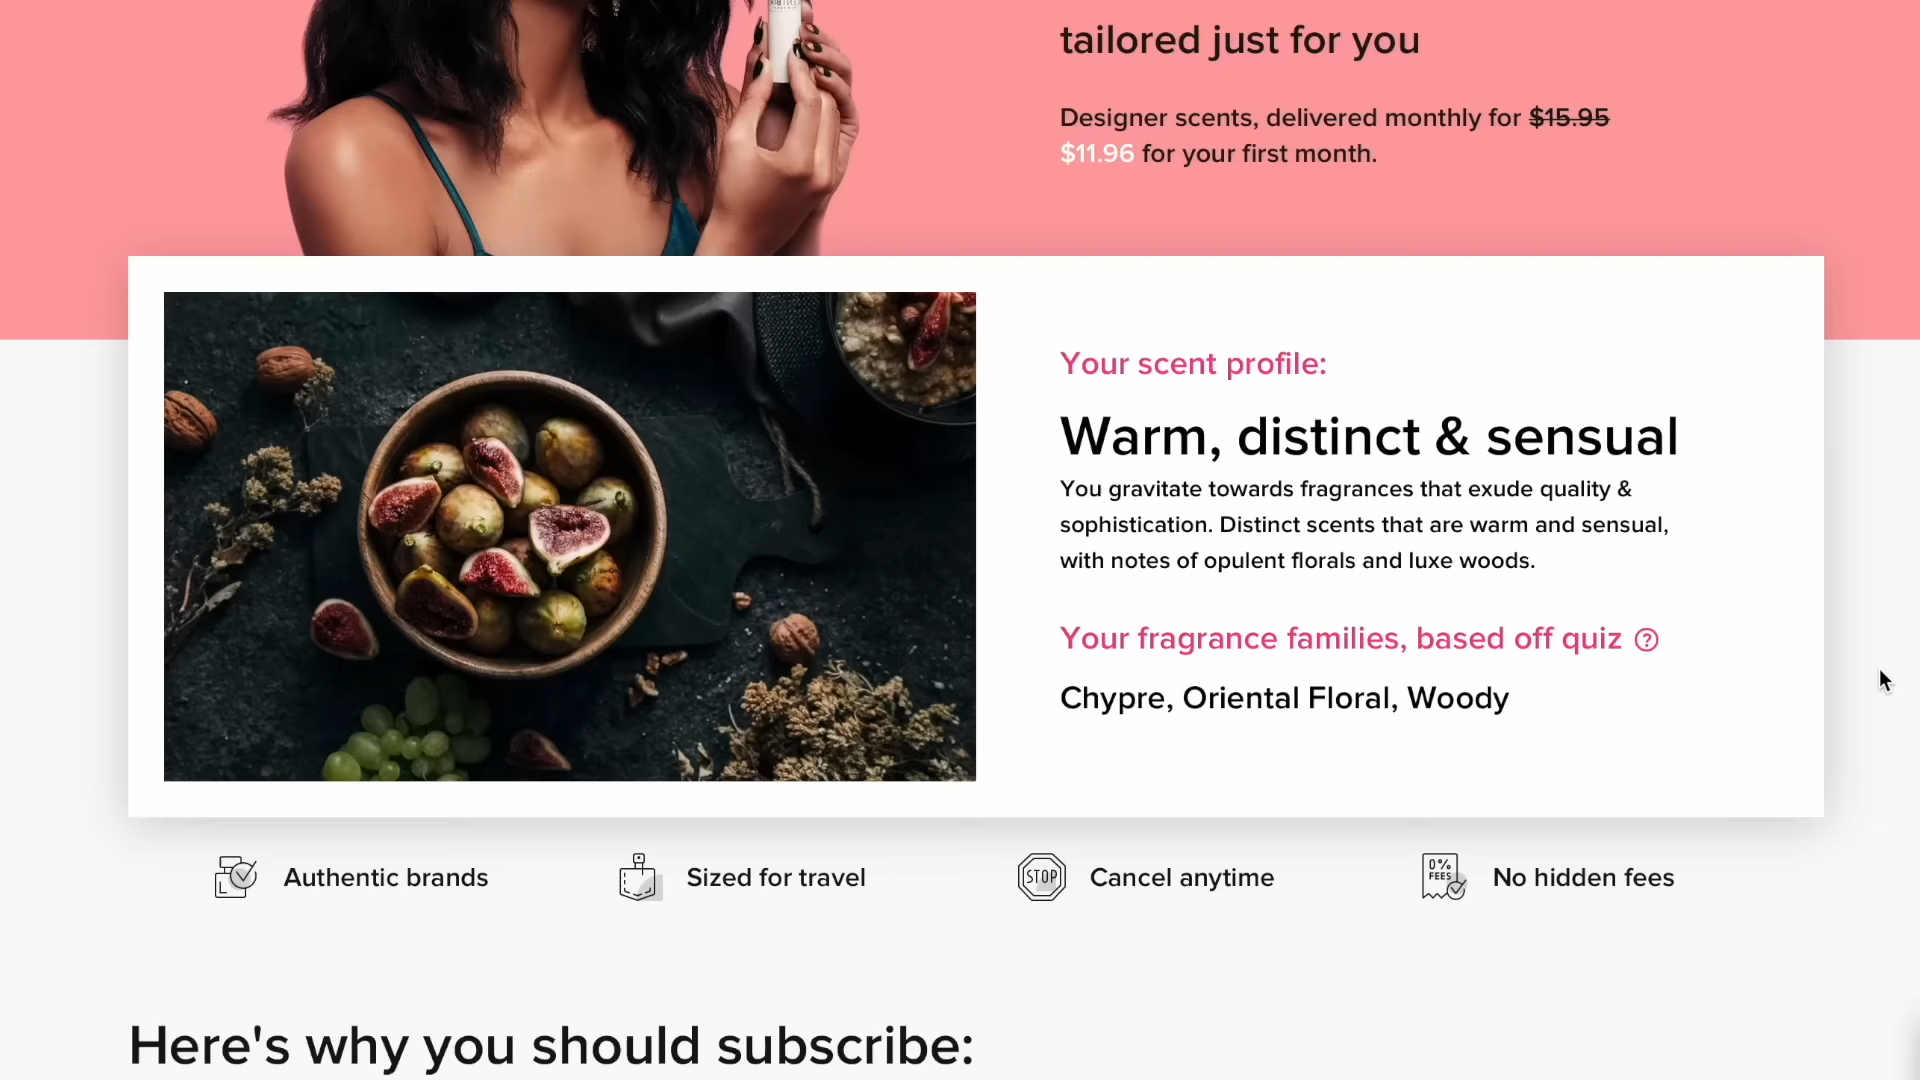 tailored just for you
Designer scents, delivered monthly for $15.95
$11.96 for your first month.
Your scent profile:
Warm, distinct & sensual
You gravitate towards fragrances that exude quality &
sophistication. Distinct scents that are warm and sensual,
with notes of opulent florals and luxe woods.
Your fragrance families, based off quiz ?
Chypre, Oriental Floral, Woody
Authentic brands
Sized for travel
STOP
Cancel anytime
0%
FEES
No hidden fees
Here's why you should subscribe: